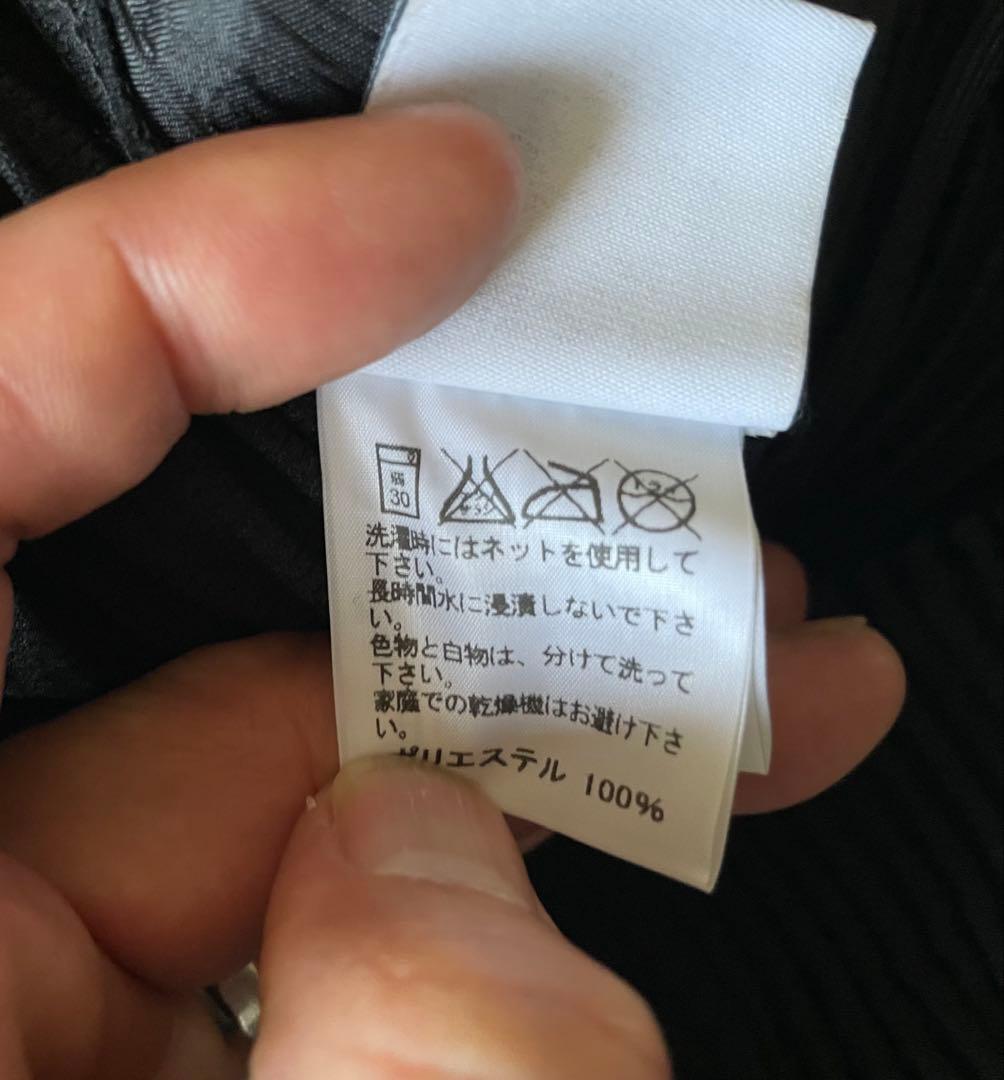 弱
30
洗濯時にはネットを使用して
下さい。
長時間水に浸漬しないで下さ
い。
色物と白物は、分けて洗って
下さい。
家庭での乾燥機はお避け下さ
い。
ポリエステル 100%